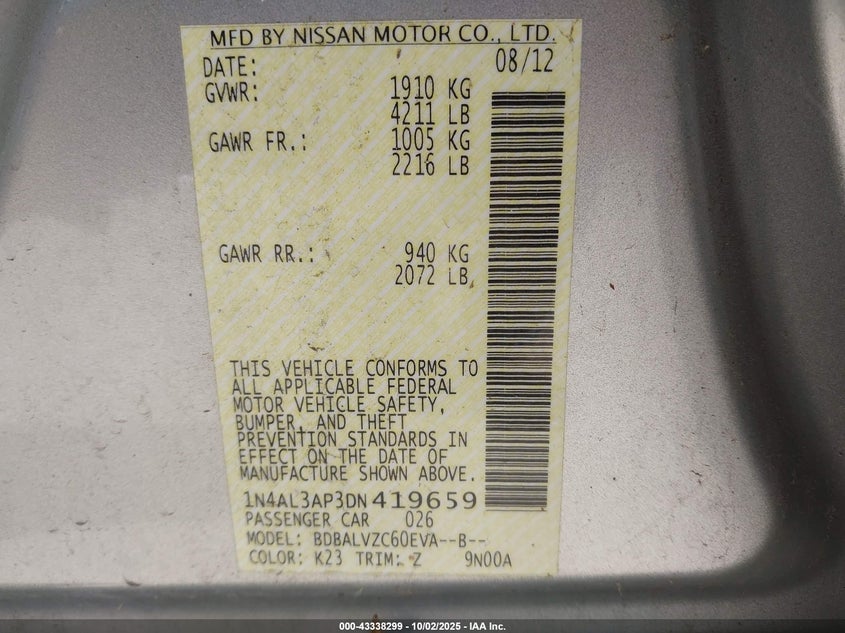 MFD BY NISSAN MOTOR CO., LTD.
DATE: 08/12
GVWR: 1910 KG
4211 LB
GAWR FR.: 1005 KG
2216 LB
GAWR RR.: 940 KG
2072 LB
THIS VEHICLE CONFORMS TO
ALL APPLICABLE FEDERAL
MOTOR VEHICLE SAFETY,
BUMPER, AND THEFT
PREVENTION STANDARDS IN
EFFECT ON THE DATE OF
MANUFACTURE SHOWN ABOVE.
1N4AL3AP3DN419659
PASSENGER CAR 026
MODEL: BDBALVZC60EVA--B--
COLOR: K23 TRIM: Z 9N00A
000-43338299 - 10/02/2025 - IAA Inc.